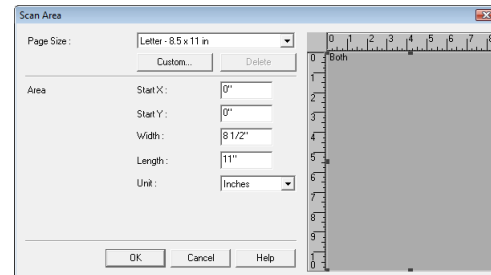 Scan Area
Page Size :
Letter - 8.5 x 11 in
Custom...
Delete
Area
Start X :
0"
Start Y :
0"
Width :
8 1/2"
Length :
11"
Unit :
Inches
OK
Cancel
Help
0 1 2 3 4 5 6 7 8
Both
0
1
2
3
4
5
6
7
8
9
10